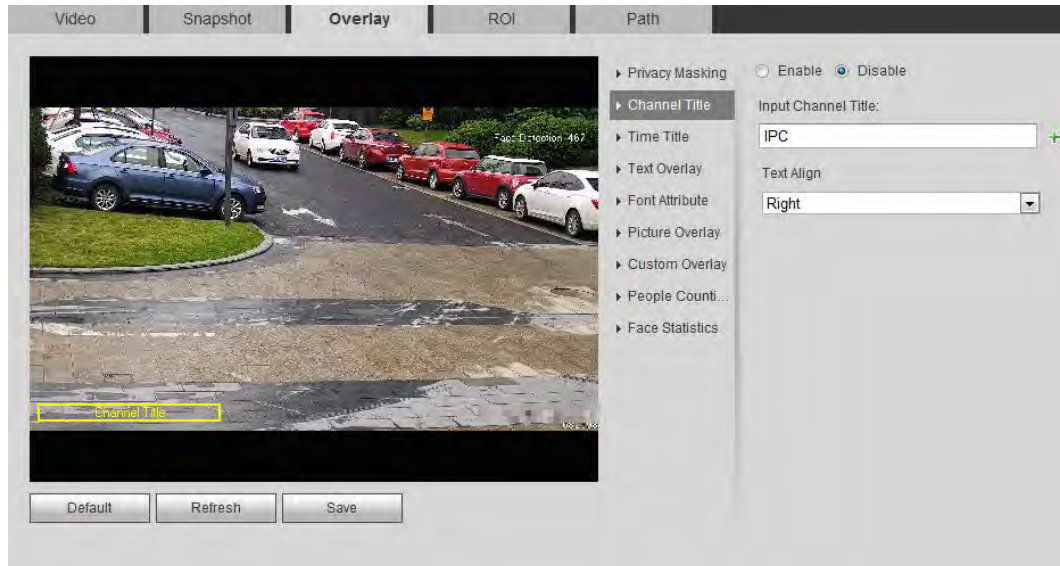 Video
Snapshot
Overlay
ROI
Path
Privacy Masking
Channel Title
Time Title
Text Overlay
Font Attribute
Picture Overlay
Custom Overlay
People Counti...
Face Statistics
Enable
Disable
Input Channel Title:
IPC
Text Align
Right
Face Detection 467
Channel Title
Default
Refresh
Save